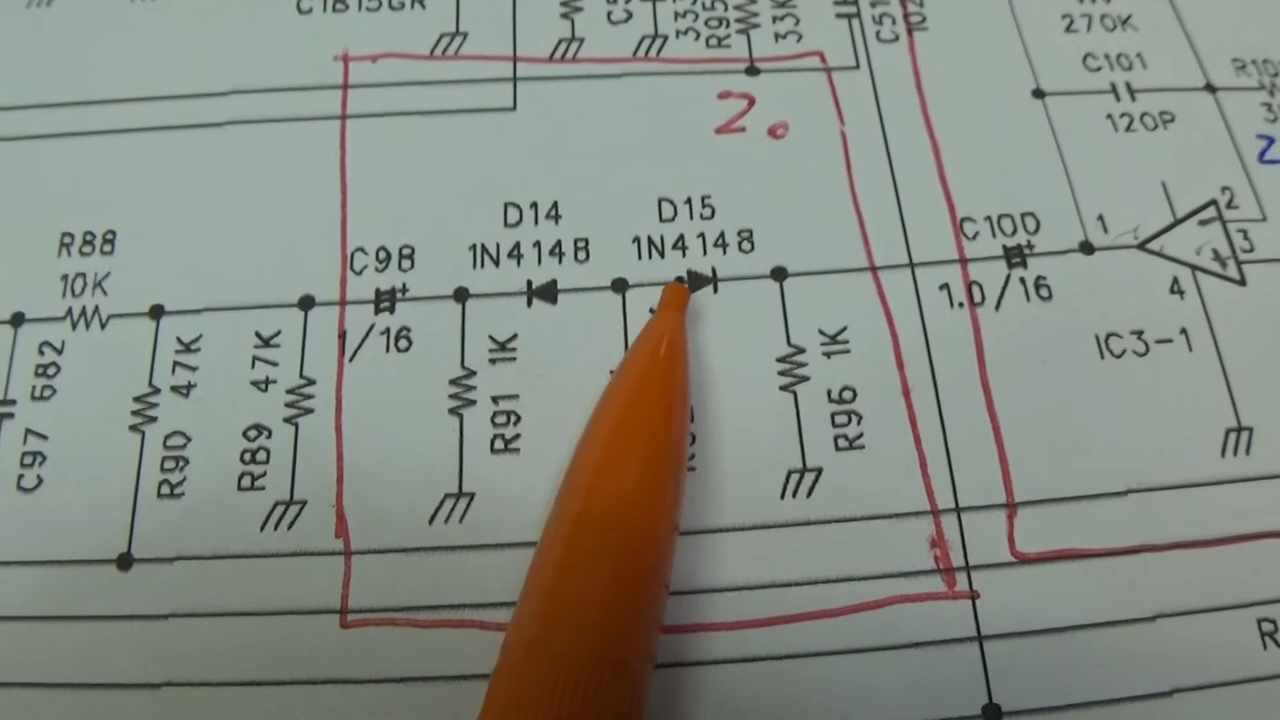 C1815GR
R95
33K
270K
C101
120P
2.
D14
1N4148
D15
1N4148
R88
10K
C98
+
1/16
C100
+
1.0/16
1
2
3
4
IC3-1
C97 682
R90 47K
R89 47K
R91 1K
R96 1K
R